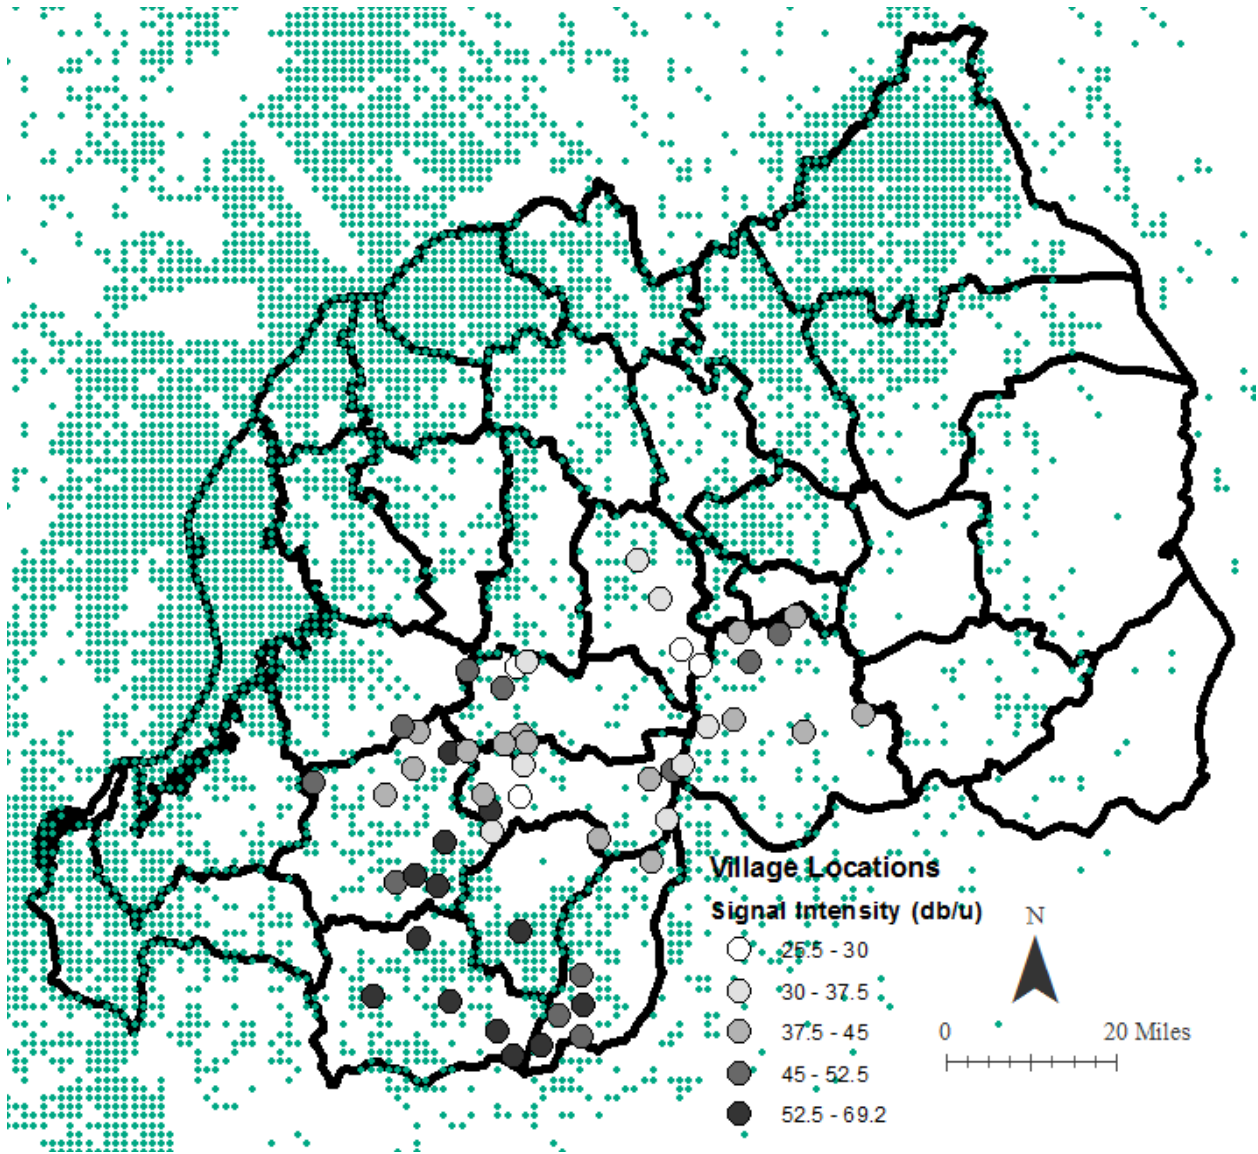 Village Locations
Signal Intensity (db/u)
25.5 - 30
30 - 37.5
37.5 - 45
45 - 52.5
52.5 - 69.2
N
0 20 Miles